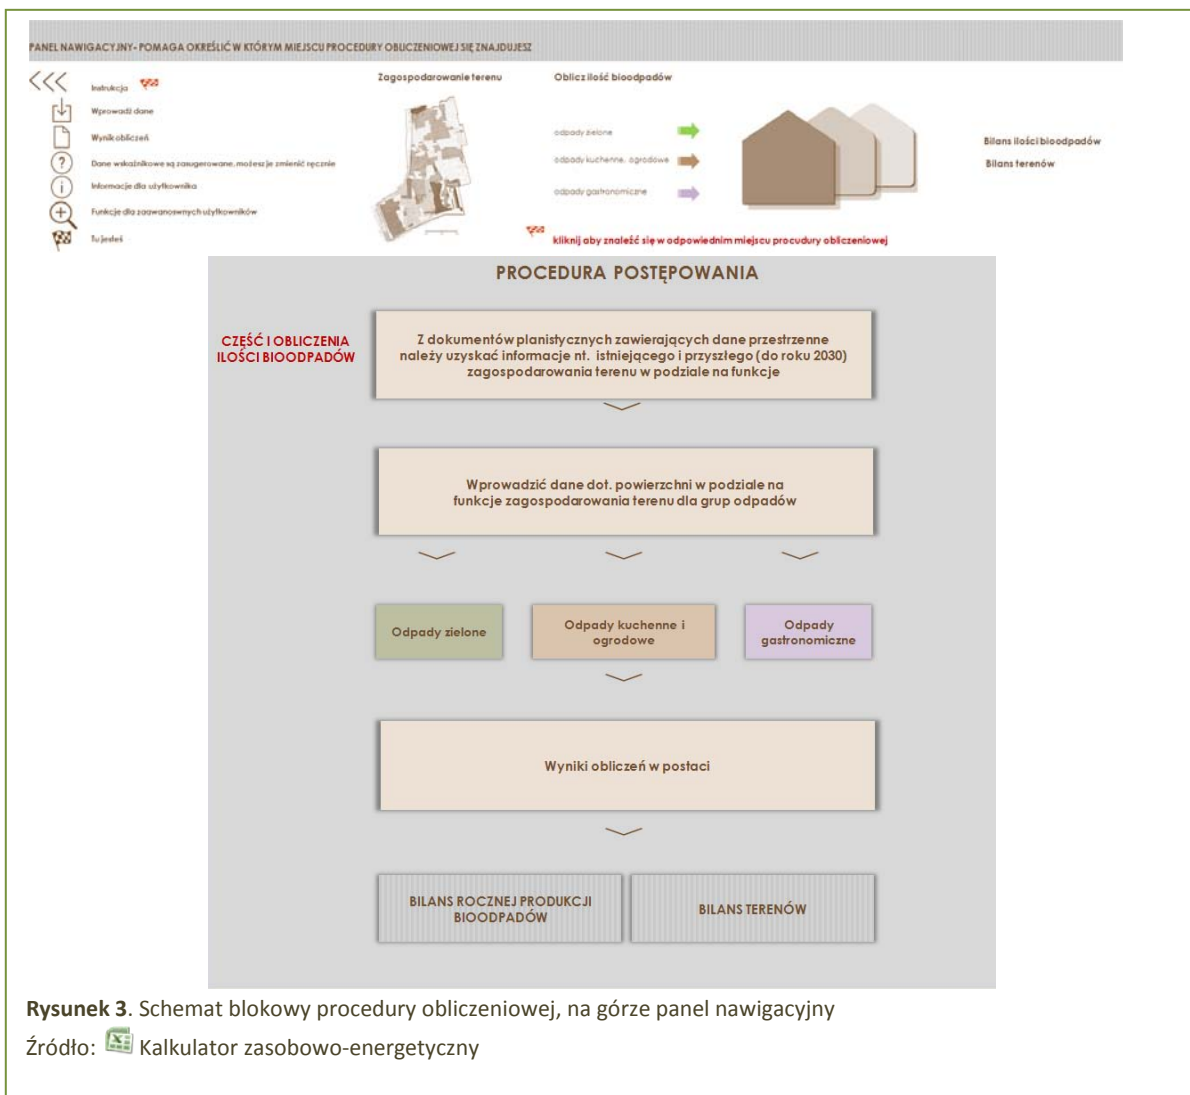 PANEL NAWIGACYJNY- POMAGA OKREŚLIĆ W KTÓRYM MIEJSCU PROCEDURY OBLICZENIOWEJ SIĘ ZNAJDUJESZ
Instrukcja
Wprowadź dane
Wynik obliczeń
Dane wskaźnikowe są zasugerowane, możesz je zmienić ręcznie
Informacje dla użytkownika
Funkcje dla zaawanoswnych użytkowników
Tu jesteś
Zagospodarowanie terenu
Oblicz ilość bioodpadów
odpady zielone
odpady kuchenne, ogrodowe
odpady gastronomiczne
Bilans ilości bioodpadów
Bilans terenów
kliknij aby znaleźć się w odpowiednim miejscu procudury obliczeniowej
PROCEDURA POSTĘPOWANIA
CZĘŚĆ I OBLICZENIA
ILOŚCI BIOODPADÓW
Z dokumentów planistycznych zawierających dane przestrzenne
należy uzyskać informacje nt. istniejącego i przyszłego (do roku 2030)
zagospodarowania terenu w podziale na funkcje
Wprowadzić dane dot. powierzchni w podziale na
funkcje zagospodarowania terenu dla grup odpadów
Odpady zielone
Odpady kuchenne i
ogrodowe
Odpady
gastronomiczne
Wyniki obliczeń w postaci
BILANS ROCZNEJ PRODUKCJI
BIOODPADÓW
BILANS TERENÓW
Rysunek 3. Schemat blokowy procedury obliczeniowej, na górze panel nawigacyjny
Źródło: Kalkulator zasobowo-energetyczny